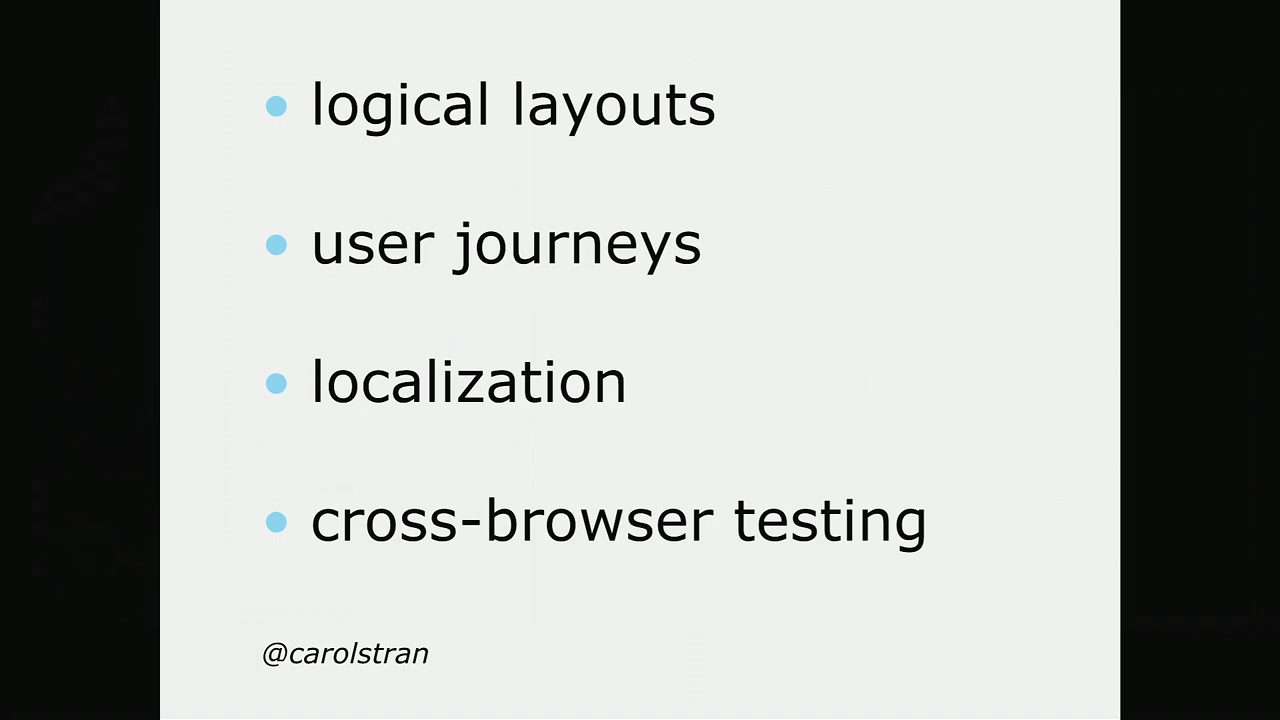 • logical layouts
• user journeys
• localization
• cross-browser testing
@carolstran